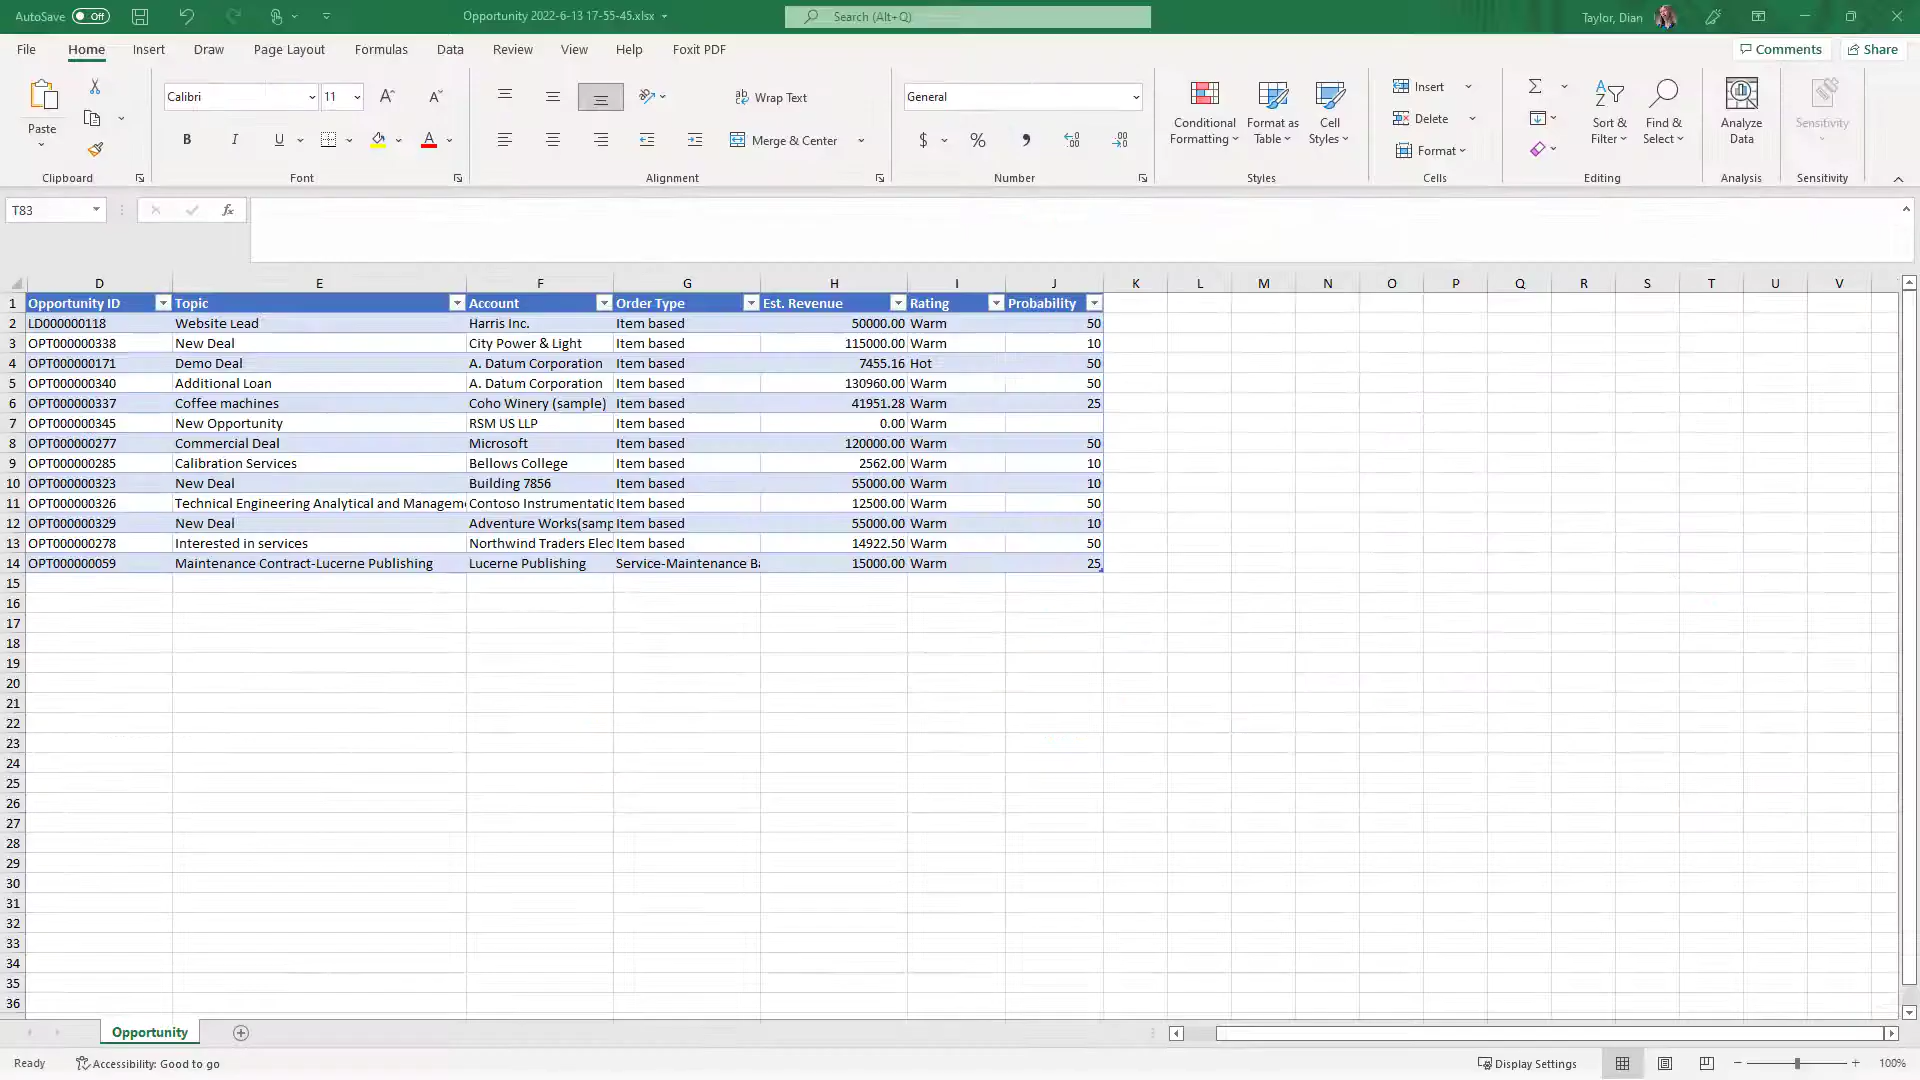 AutoSave Off Opportunity 2022-6-13 17-55-45.xlsx Search (Alt+Q) Taylor, Dian
File Home Insert Draw Page Layout Formulas Data Review View Help Foxit PDF Comments Share
Paste
Clipboard
Calibri 11
B I U A
Font
Wrap Text
Merge & Center
Alignment
General
$ % ,
Number
Conditional Formatting
Format as Table
Cell Styles
Styles
Insert
Delete
Format
Cells
Sort & Filter
Find & Select
Editing
Analyze Data
Analysis
Sensitivity
Sensitivity
T83 fx
D E F G H I J K L M N O P Q R S T U V
1 Opportunity ID Topic Account Order Type Est. Revenue Rating Probability
2 LD000000118 Website Lead Harris Inc. Item based 50000.00 Warm 50
3 OPT000000338 New Deal City Power & Light Item based 115000.00 Warm 10
4 OPT000000171 Demo Deal A. Datum Corporation Item based 7455.16 Hot 50
5 OPT000000340 Additional Loan A. Datum Corporation Item based 130960.00 Warm 50
6 OPT000000337 Coffee machines Coho Winery (sample) Item based 41951.28 Warm 25
7 OPT000000345 New Opportunity RSM US LLP Item based 0.00 Warm
8 OPT000000277 Commercial Deal Microsoft Item based 120000.00 Warm 50
9 OPT000000285 Calibration Services Bellows College Item based 2562.00 Warm 10
10 OPT000000323 New Deal Building 7856 Item based 55000.00 Warm 10
11 OPT000000326 Technical Engineering Analytical and Managem Contoso Instrumentatic Item based 12500.00 Warm 50
12 OPT000000329 New Deal Adventure Works(samp Item based 55000.00 Warm 10
13 OPT000000278 Interested in services Northwind Traders Elec Item based 14922.50 Warm 50
14 OPT000000059 Maintenance Contract-Lucerne Publishing Lucerne Publishing Service-Maintenance Ba 15000.00 Warm 25
15
16
17
18
19
20
21
22
23
24
25
26
27
28
29
30
31
32
33
34
35
36
Opportunity
Ready Accessibility: Good to go Display Settings 100%